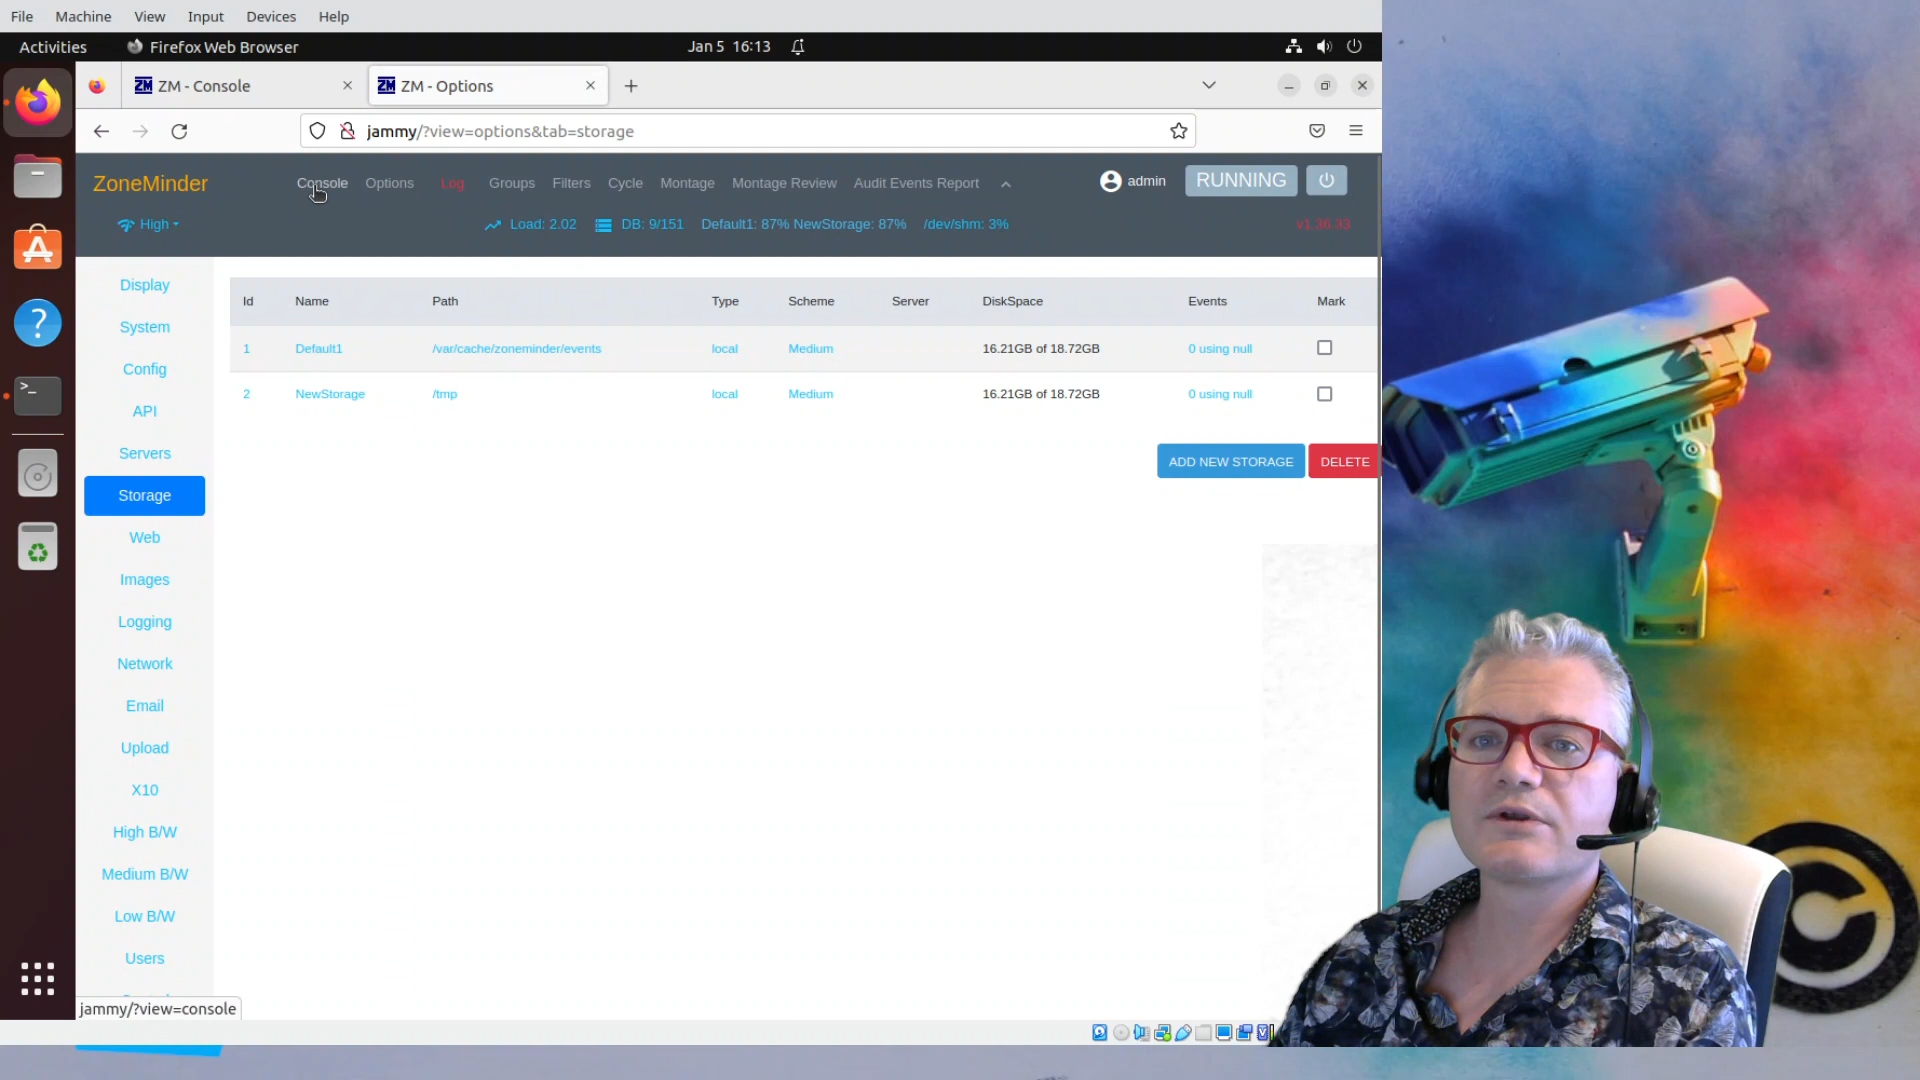 File Machine View Input Devices Help
Activities Firefox Web Browser Jan 5 16:13
ZM - Console ZM - Options
jammy/?view=options&tab=storage
ZoneMinder Console Options Log Groups Filters Cycle Montage Montage Review Audit Events Report admin RUNNING
High Load: 2.02 DB: 9/151 Default1: 87% NewStorage: 87% /dev/shm: 3% v1.36.33
Display
System
Config
API
Servers
Storage
Web
Images
Logging
Network
Email
Upload
X10
High B/W
Medium B/W
Low B/W
Users
Id Name Path Type Scheme Server DiskSpace Events Mark
1 Default1 /var/cache/zoneminder/events local Medium 16.21GB of 18.72GB 0 using null
2 NewStorage /tmp local Medium 16.21GB of 18.72GB 0 using null
ADD NEW STORAGE DELETE
jammy/?view=console